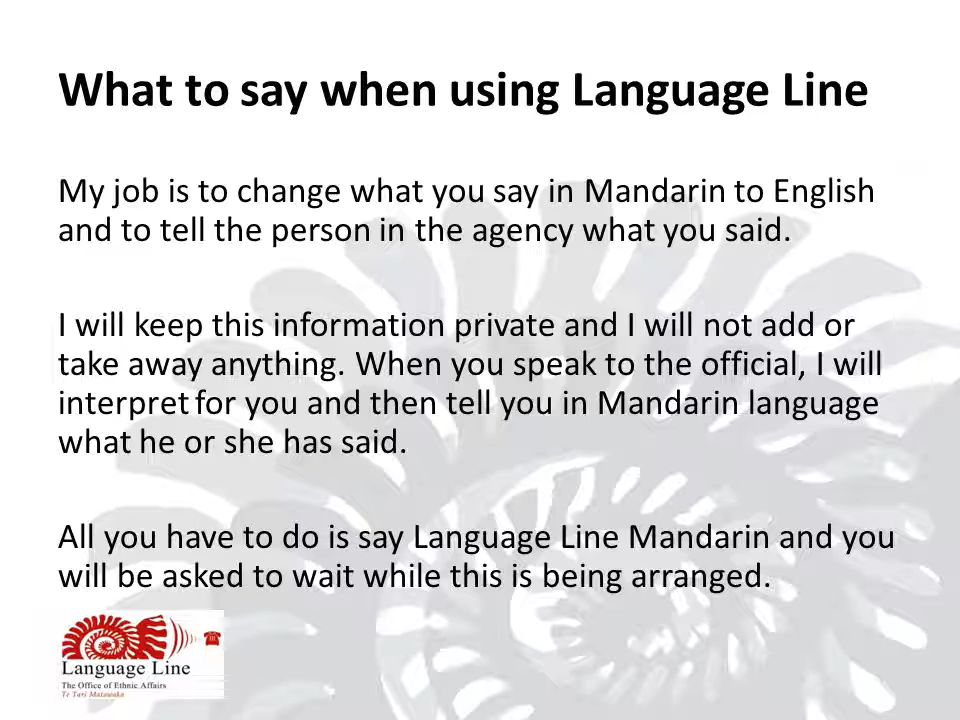 What to say when using Language Line
My job is to change what you say in Mandarin to English
and to tell the person in the agency what you said.
I will keep this information private and I will not add or
take away anything. When you speak to the official, I will
interpret for you and then tell you in Mandarin language
what he or she has said.
All you have to do is say Language Line Mandarin and you
will be asked to wait while this is being arranged.
Language Line
The Office of Ethnic Affairs
Te Tari Matawaka